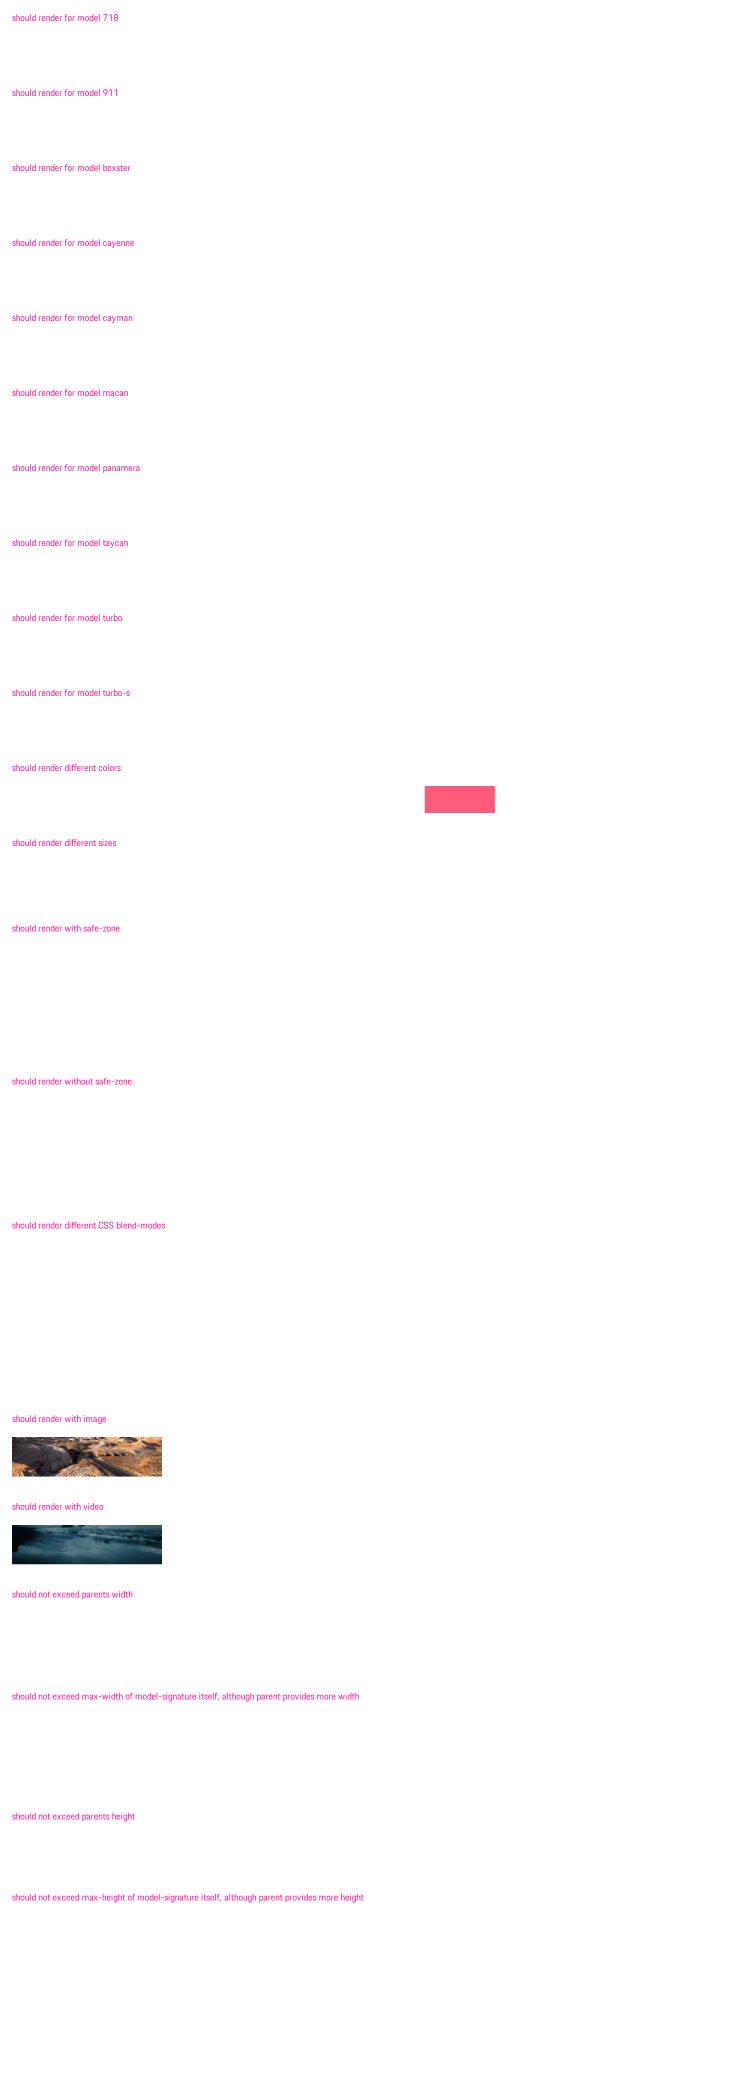 should render for model 718
should render for model 911
should render for model boxster
should render for model cayenne
should render for model cayman
should render for model macan
should render for model panamera
should render for model taycan
should render for model turbo
should render for model turbo-s
should render different colors
should render different sizes
should render with safe-zone
should render without safe-zone
should render different CSS blend-modes
should render with image
should render with video
should not exceed parents width
should not exceed max-width of model-signature itself, although parent provides more width
should not exceed parents height
should not exceed max-height of model-signature itself, although parent provides more height